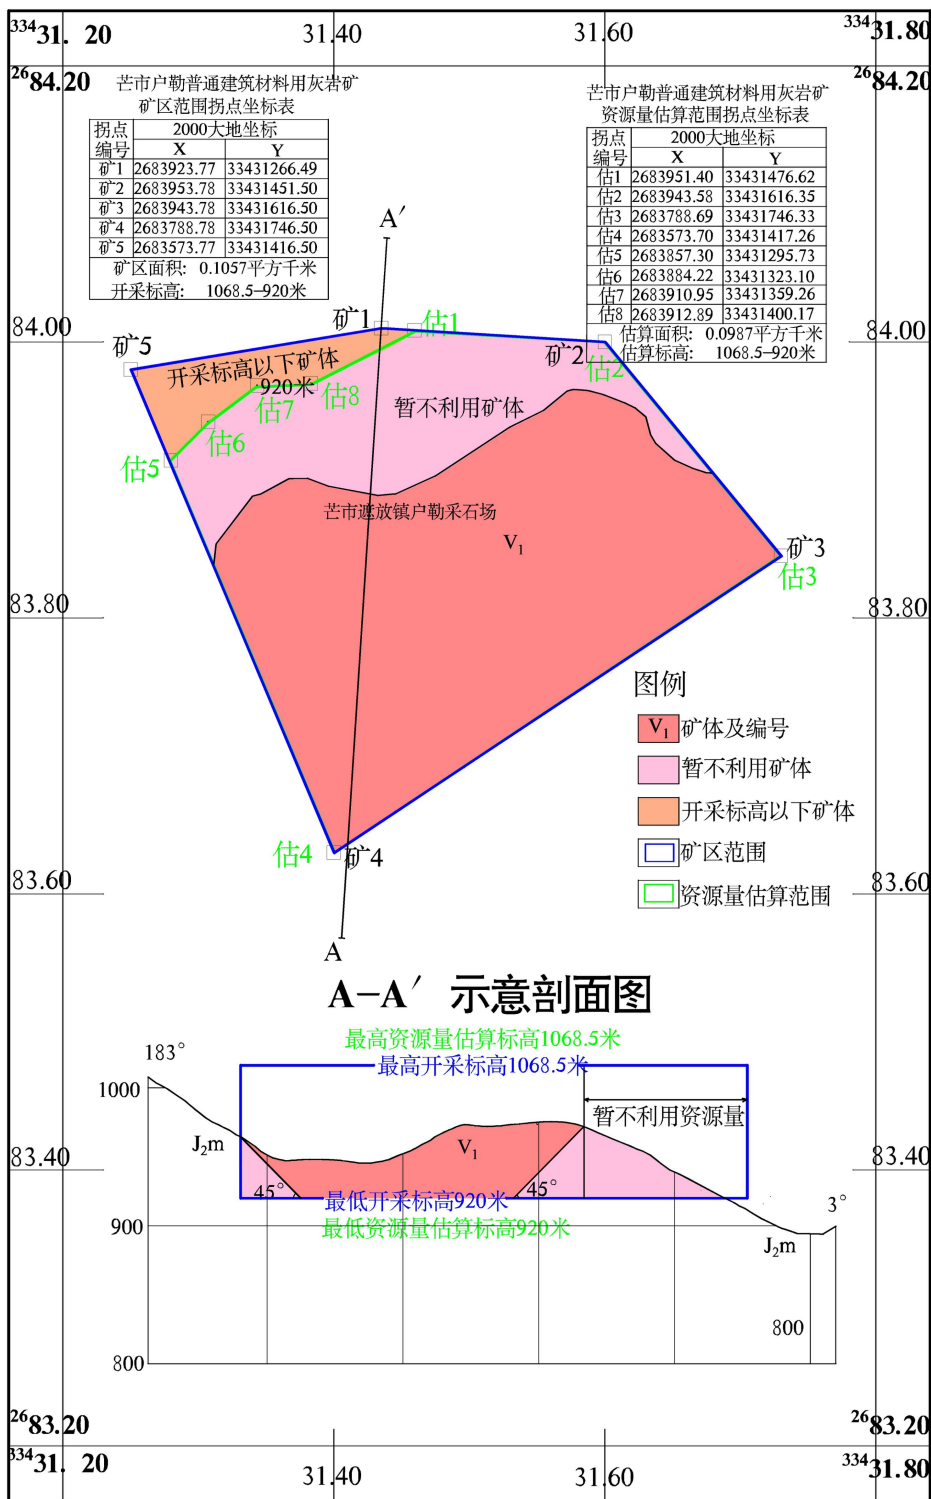 33431. 20 31.40 31.60 33431.80
2684.20 2684.20
芒市户勒普通建筑材料用灰岩矿
矿区范围拐点坐标表
拐点编号 2000大地坐标
X Y
矿1 2683923.77 33431266.49
矿2 2683953.78 33431451.50
矿3 2683943.78 33431616.50
矿4 2683788.78 33431746.50
矿5 2683573.77 33431416.50
矿区面积: 0.1057平方千米
开采标高: 1068.5-920米
芒市户勒普通建筑材料用灰岩矿
资源量估算范围拐点坐标表
拐点编号 2000大地坐标
X Y
估1 2683951.40 33431476.62
估2 2683943.58 33431616.35
估3 2683788.69 33431746.33
估4 2683573.70 33431417.26
估5 2683857.30 33431295.73
估6 2683884.22 33431323.10
估7 2683910.95 33431359.26
估8 2683912.89 33431400.17
估算面积: 0.0987平方千米
估算标高: 1068.5-920米
A′
84.00 84.00
矿1 估1
矿5 矿2
开采标高以下矿体 估2
920米
估7 估8
暂不利用矿体
估6
估5
芒市遮放镇户勒采石场
V1
矿3
估3
83.80 83.80
图例
V1 矿体及编号
暂不利用矿体
开采标高以下矿体
矿区范围
资源量估算范围
估4 矿4
83.60 83.60
A
A-A′ 示意剖面图
最高资源量估算标高1068.5米
最高开采标高1068.5米
183°
1000
暂不利用资源量
J2m V1
83.40 83.40
45° 45°
最低开采标高920米
3°
900 最低资源量估算标高920米
J2m
800
800
2683.20 2683.20
33431. 20 31.40 31.60 33431.80